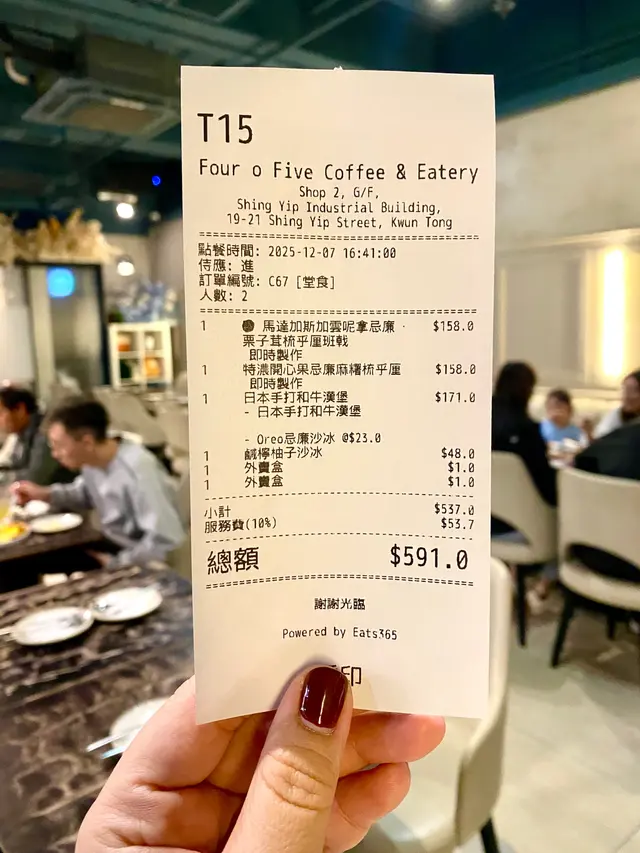 T15
Four o Five Coffee & Eatery
Shop 2, G/F,
Shing Yip Industrial Building,
19-21 Shing Yip Street, Kwun Tong
點餐時間: 2025-12-07 16:41:00
侍應: 進
訂單編號: C67 [堂食]
人數: 2
1 馬達加斯加雲呢拿忌廉 · $158.0
栗子茸梳乎厘班戟
即時製作
1 特濃開心果忌廉麻糬梳乎厘 $158.0
即時製作
1 日本手打和牛漢堡 $171.0
- 日本手打和牛漢堡
- Oreo忌廉沙冰 @$23.0
1 鹹檸柚子沙冰 $48.0
1 外賣盒 $1.0
1 外賣盒 $1.0
小計 $537.0
服務費(10%) $53.7
總額 $591.0
謝謝光臨
Powered by Eats365
印